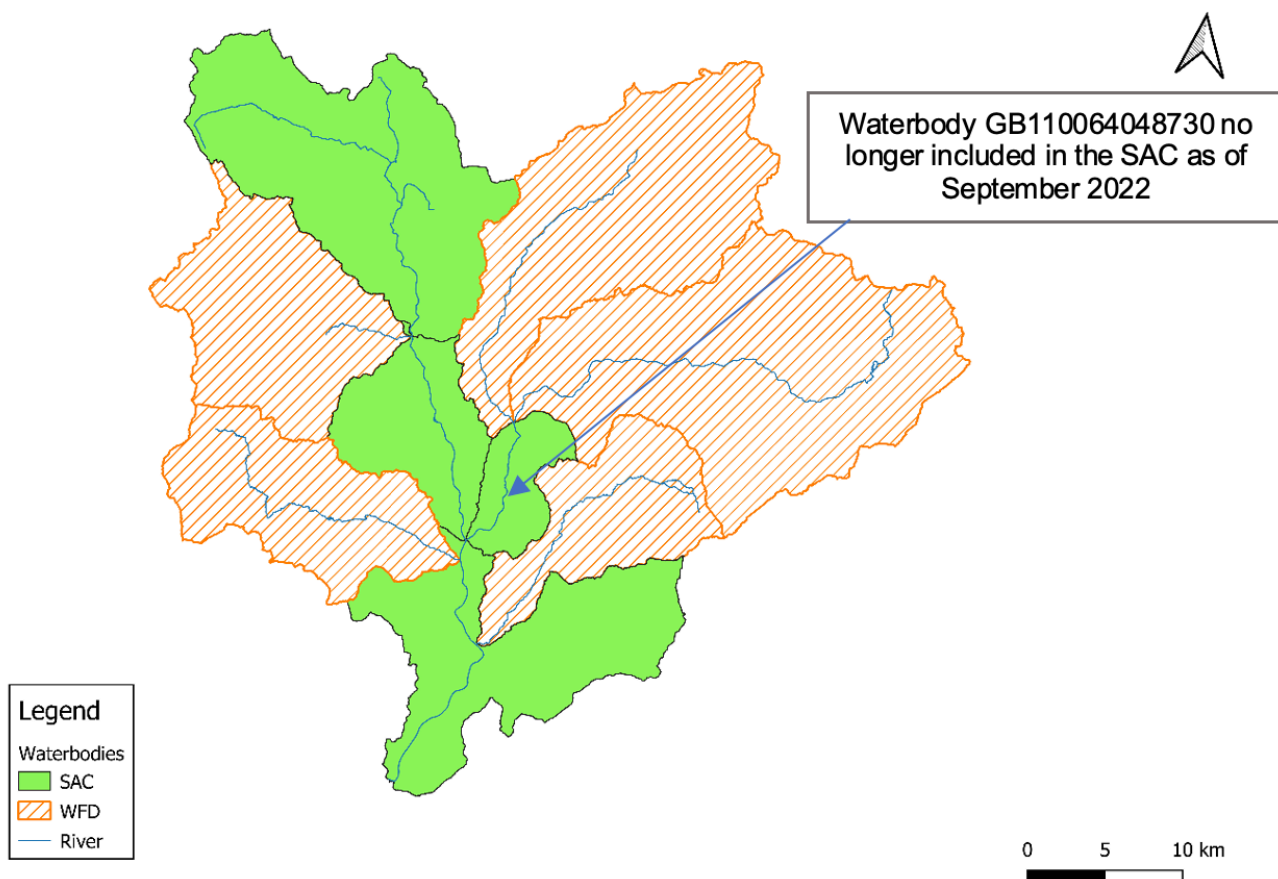 Waterbody GB110064048730 no
longer included in the SAC as of
September 2022
Legend
Waterbodies
SAC
WFD
River
0 5 10 km